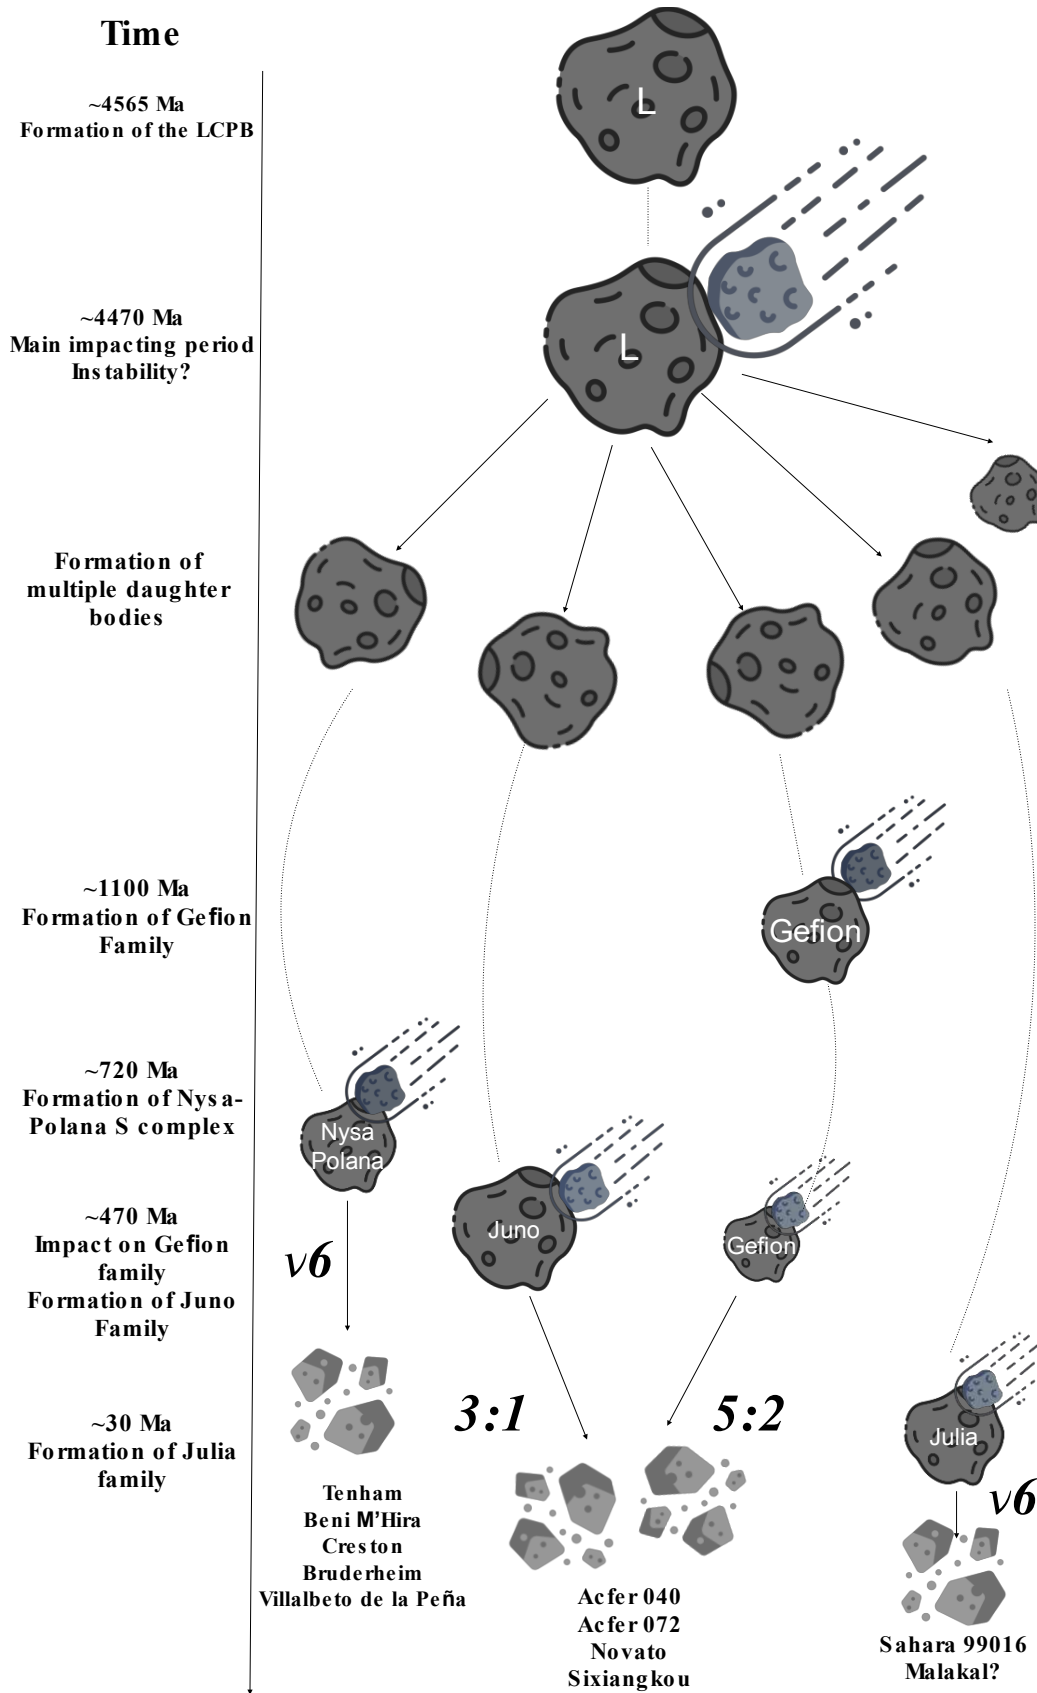 Time
~4565 Ma
Formation of the LCPB
L
~4470 Ma
Main impacting period
Instability?
L
Formation of
multiple daughter
bodies
~1100 Ma
Formation of Gefion
Family
Gefion
~720 Ma
Formation of Nysa-
Polana S complex
Nysa
Polana
~470 Ma
Impact on Gefion
family
Formation of Juno
Family
ν6
Juno
Gefion
~30 Ma
Formation of Julia
family
3:1
5:2
Julia
ν6
Tenham
Beni M’Hira
Creston
Bruderheim
Villalbeto de la Peña
Acfer 040
Acfer 072
Novato
Sixiangkou
Sahara 99016
Malakal?